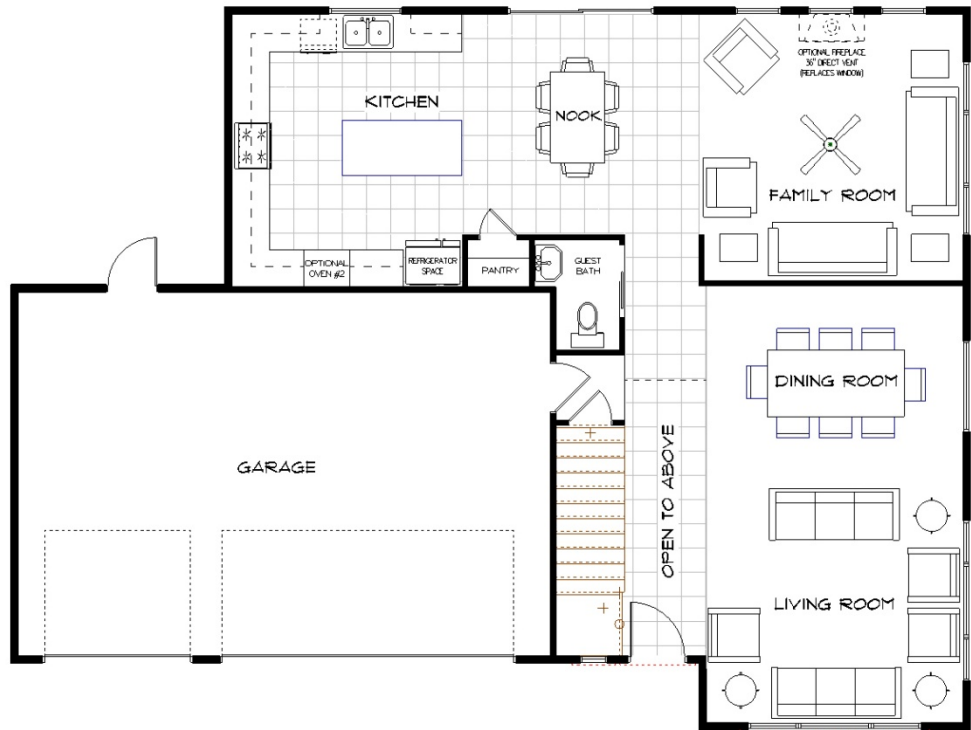 OPTIONAL FIREPLACE
36" DIRECT VENT
(REPLACES WINDOW)
KITCHEN
NOOK
FAMILY ROOM
OPTIONAL
OVEN #2
REFRIGERATOR
SPACE
PANTRY
GUEST
BATH
DINING ROOM
GARAGE
OPEN TO ABOVE
LIVING ROOM